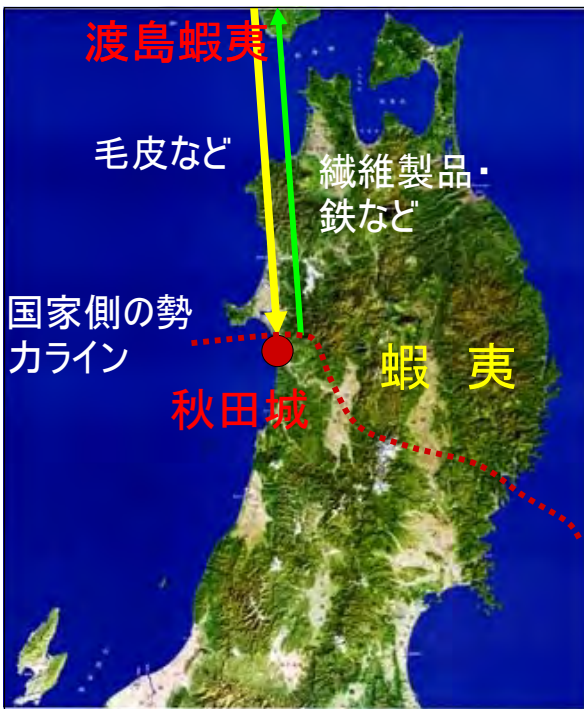 渡島蝦夷
毛皮など
繊維製品・
鉄など
国家側の勢
力ライン
蝦 夷
秋田城